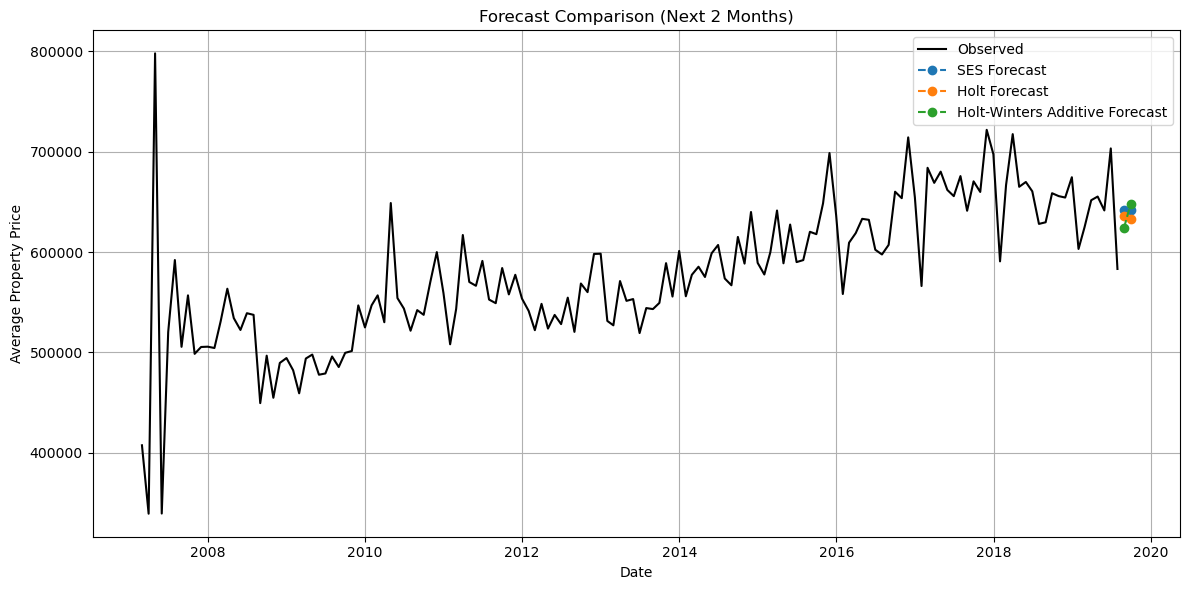 Forecast Comparison (Next 2 Months)
Observed
SES Forecast
Holt Forecast
Holt-Winters Additive Forecast
800000
700000
600000
500000
400000
Average Property Price
2008
2010
2012
2014
2016
2018
2020
Date